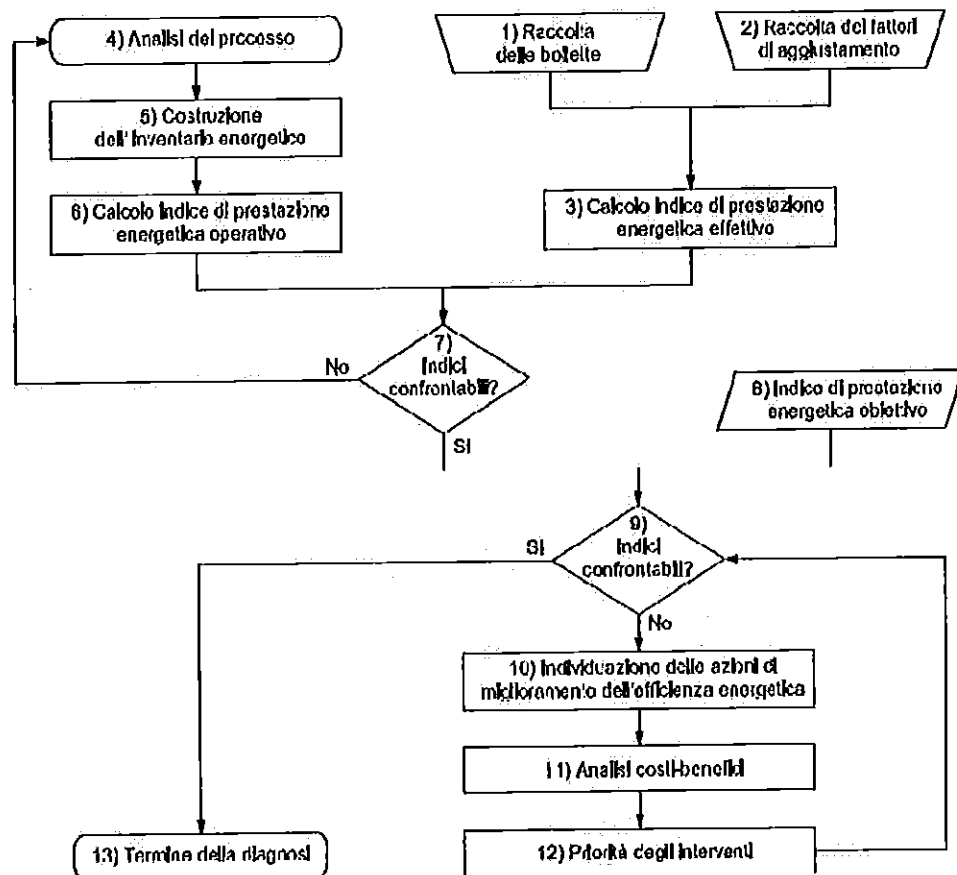 4) Analisi del processo
1) Raccolta
delle bollette
2) Raccolta dei fattori
di aggiustamento
5) Costruzione
dell'inventario energetico
6) Calcolo indice di prestazione
energetica operativo
3) Calcolo indice di prestazione
energetica effettivo
7)
Indici
confrontabili?
No
SI
8) Indice di prestazione
energetica obiettivo
9)
Indici
confrontabili?
SI
No
10) Individuazione delle azioni di
miglioramento dell'efficienza energetica
11) Analisi costi-benefici
12) Priorità degli interventi
13) Termine della diagnosi